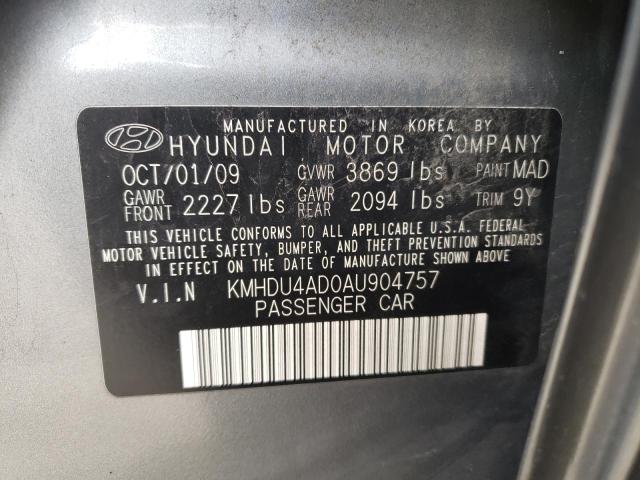 MANUFACTURED IN KOREA BY
HYUNDAI MOTOR COMPANY
OCT/01/09 GVWR 3869 lbs PAINT MAD
GAWR FRONT 2227 lbs GAWR REAR 2094 lbs TRIM 9Y
THIS VEHICLE CONFORMS TO ALL APPLICABLE U.S.A. FEDERAL
MOTOR VEHICLE SAFETY, BUMPER, AND THEFT PREVENTION STANDARDS
IN EFFECT ON THE DATE OF MANUFACTURE SHOWN ABOVE
V.I.N KMHDU4AD0AU904757
PASSENGER CAR